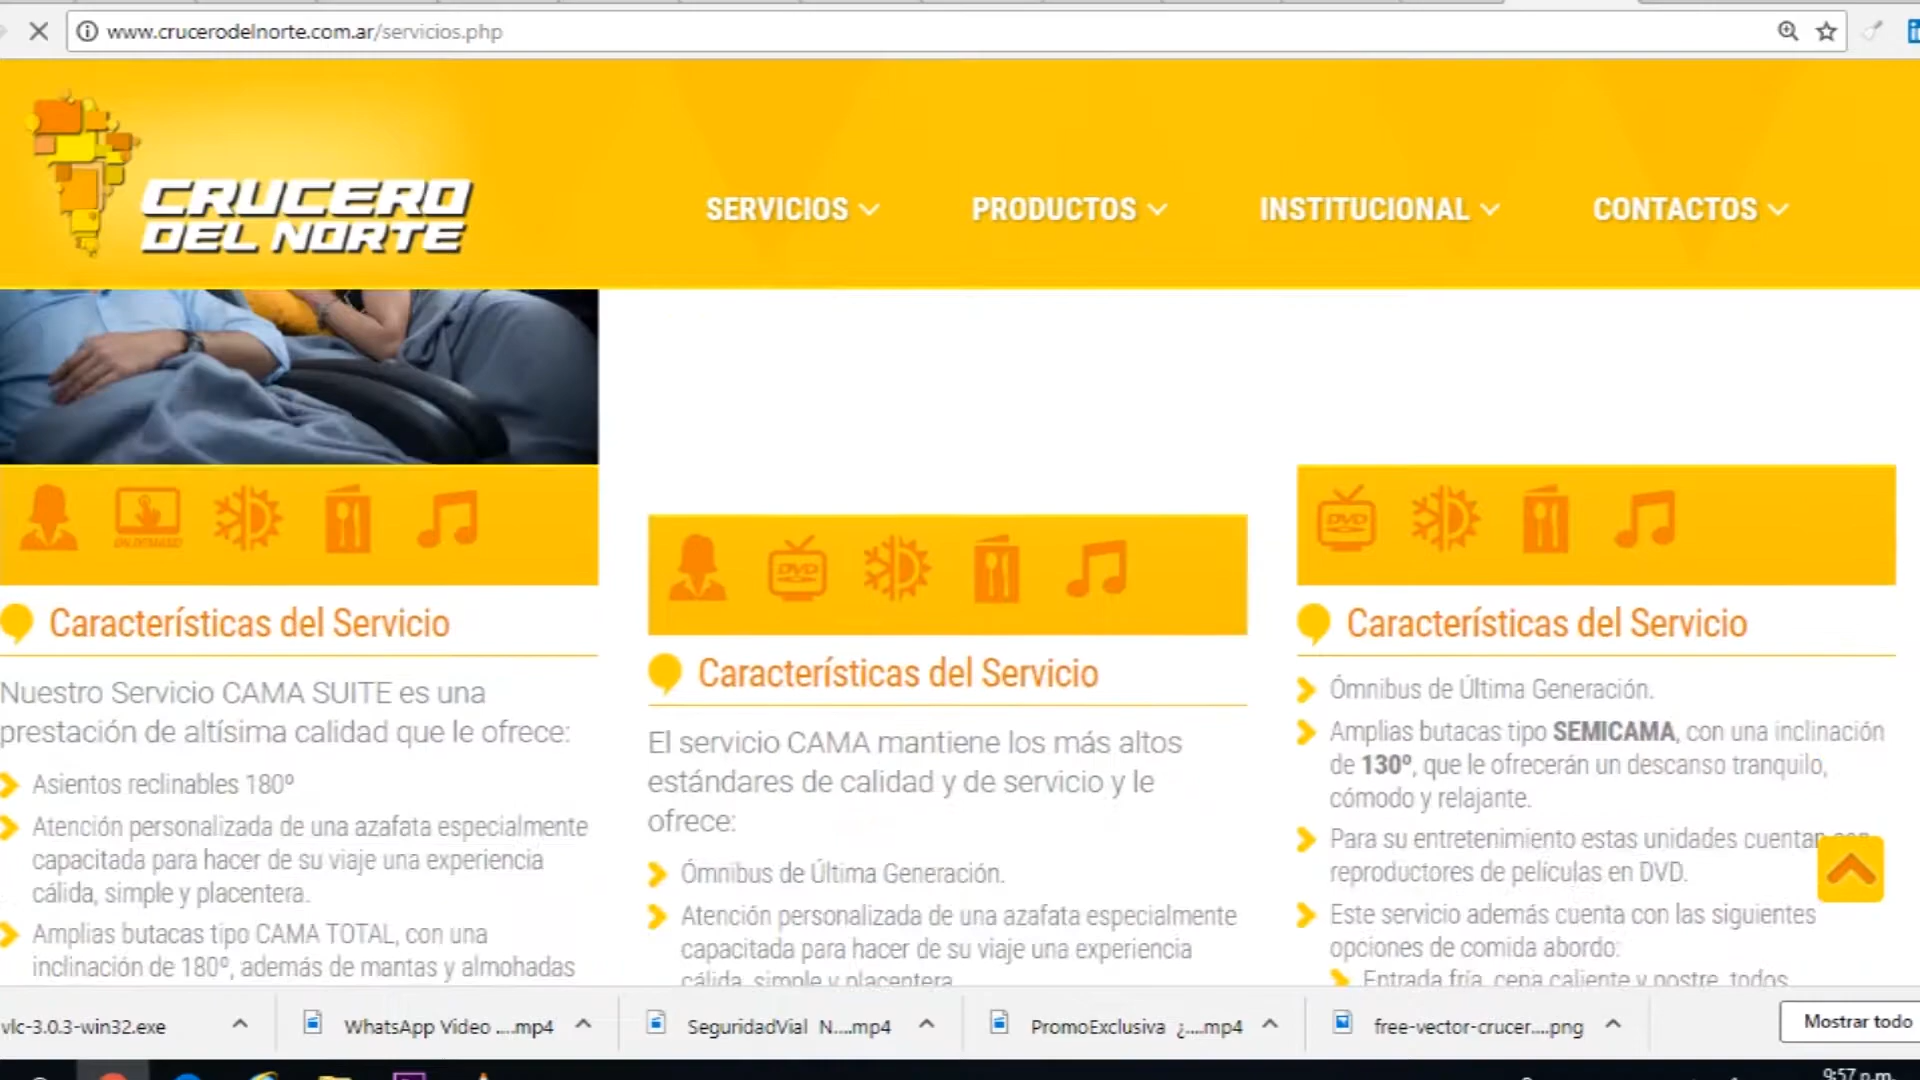 www.crucerodelnorte.com.ar/servicios.php
CRUCERO
DEL NORTE
SERVICIOS
PRODUCTOS
INSTITUCIONAL
CONTACTOS
ON DEMAND
Características del Servicio
Nuestro Servicio CAMA SUITE es una
prestación de altísima calidad que le ofrece:
Asientos reclinables 180º
Atención personalizada de una azafata especialmente
capacitada para hacer de su viaje una experiencia
cálida, simple y placentera.
Amplias butacas tipo CAMA TOTAL, con una
inclinación de 180º, además de mantas y almohadas
DVD
Características del Servicio
El servicio CAMA mantiene los más altos
estándares de calidad y de servicio y le
ofrece:
Ómnibus de Última Generación.
Atención personalizada de una azafata especialmente
capacitada para hacer de su viaje una experiencia
cálida, simple y placentera
DVD
Características del Servicio
Ómnibus de Última Generación.
Amplias butacas tipo SEMICAMA, con una inclinación
de 130º, que le ofrecerán un descanso tranquilo,
cómodo y relajante.
Para su entretenimiento estas unidades cuentan con
reproductores de películas en DVD.
Este servicio además cuenta con las siguientes
opciones de comida abordo:
Entrada fría, cena caliente y postre, todos
vlc-3.0.3-win32.exe
WhatsApp Video ....mp4
SeguridadVial N....mp4
PromoExclusiva ¿....mp4
free-vector-crucer....png
Mostrar todo
9:57 p.m.